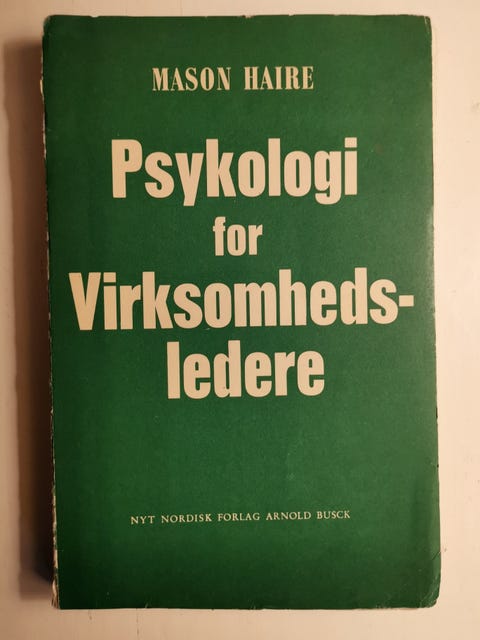 MASON HAIRE
Psykologi
for
Virksomheds-
ledere
NYT NORDISK FORLAG ARNOLD BUSCK